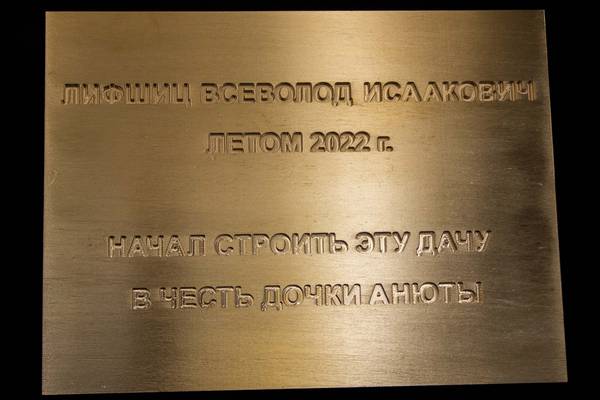 ЛИФШИЦ ВСЕВОЛОД ИСААКОВИЧ
ЛЕТОМ 2022 г.
НАЧАЛ СТРОИТЬ ЭТУ ДАЧУ
В ЧЕСТЬ ДОЧКИ АНЮТЫ